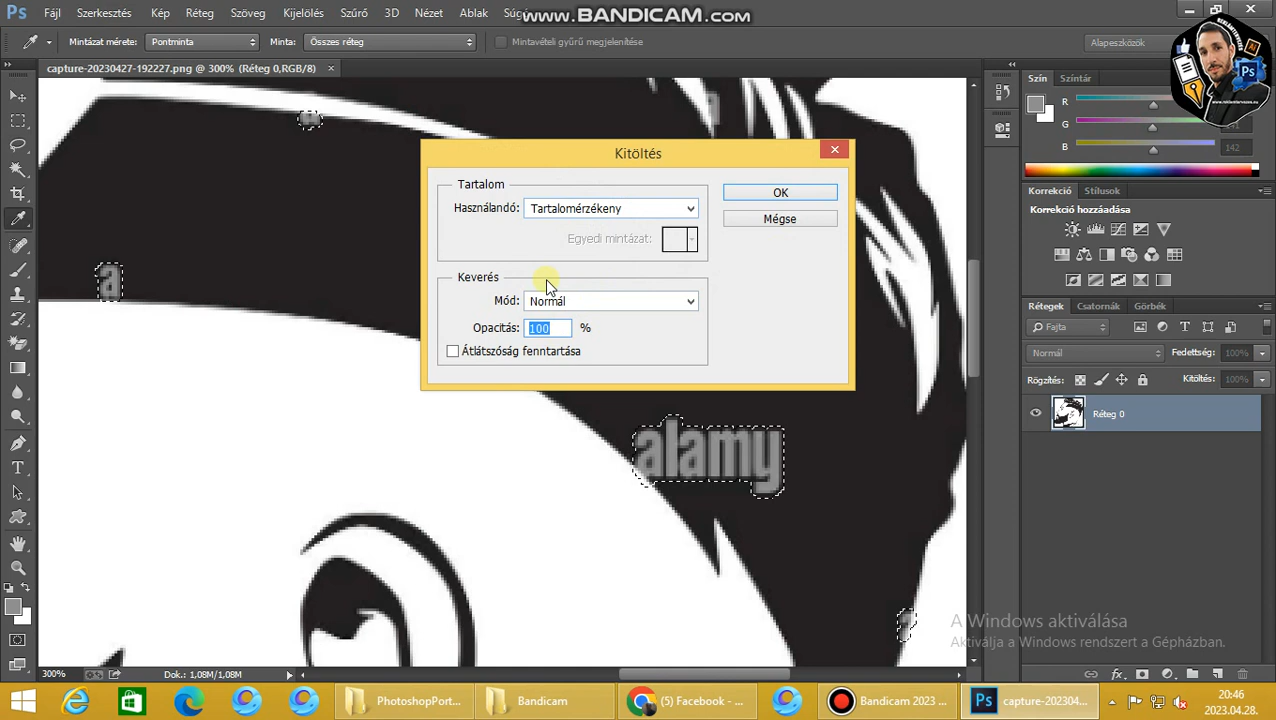 Ps Fájl Szerkesztés Kép Réteg Szöveg Kijelölés Szűrő 3D Nézet Ablak Súgó
www.BANDICAM.com
Mintázat mérete: Pontminta Minta: Összes réteg Mintavételi gyűrű megjelenítése Alapeszközök
capture-20230427-192227.png @ 300% (Réteg 0,RGB/8) ×
Kitöltés
Tartalom
Használandó: Tartalomérzékeny
Egyedi mintázat:
OK
Mégse
Keverés
Mód: Normál
Opacitás: 100 %
Átlátszóság fenntartása
a
a
alamy
a
Szín Színtár
R
G 141
B 142
Korrekció Stílusok
Korrekció hozzáadása
Rétegek Csatornák Görbék
Fajta
Normál Fedettség: 100%
Rögzítés: Kitöltés: 100%
Réteg 0
A Windows aktiválása
Aktiválja a Windows rendszert a Gépházban.
300% Dok.: 1,08M/1,08M
PhotoshopPort... Bandicam (5) Facebook - ... Bandicam 2023 ... capture-202304...
20:46
2023.04.28.